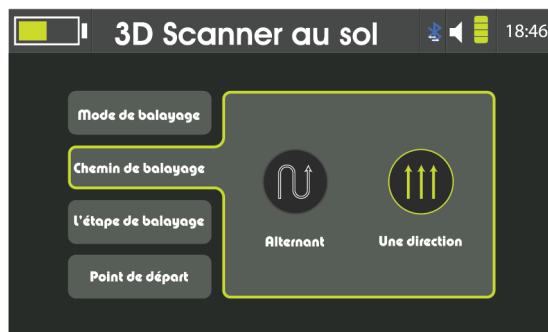 3D Scanner au sol
18:46
Mode de balayage
Chemin de balayage
L'étape de balayage
Point de départ
Alternant
Une direction